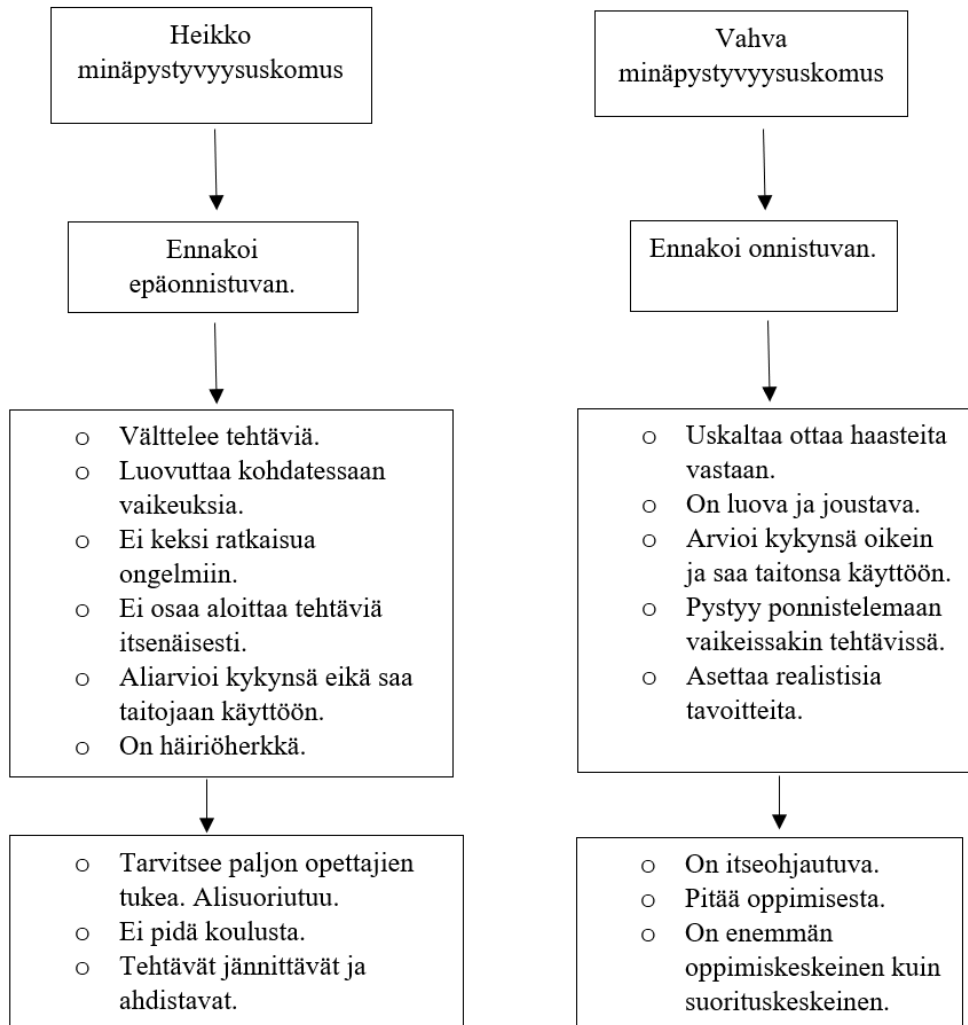 Heikko
minäpystyvyysuskomus
Ennakoi
epäonnistuvan.
o Välttelee tehtäviä.
o Luovuttaa kohdatessaan
vaikeuksia.
o Ei keksi ratkaisua
ongelmiin.
o Ei osaa aloittaa tehtäviä
itsenäisesti.
o Aliarvioi kykynsä eikä saa
taitojaan käyttöön.
o On häiriöherkkä.
o Tarvitsee paljon opettajien
tukea. Alisuoriutuu.
o Ei pidä koulusta.
o Tehtävät jännittävät ja
ahdistavat.
Vahva
minäpystyvyysuskomus
Ennakoi onnistuvan.
o Uskaltaa ottaa haasteita
vastaan.
o On luova ja joustava.
o Arvioi kykynsä oikein
ja saa taitonsa käyttöön.
o Pystyy ponnistelemaan
vaikeissakin tehtävissä.
o Asettaa realistisia
tavoitteita.
o On itseohjautuva.
o Pitää oppimisesta.
o On enemmän
oppimiskeskeinen kuin
suorituskeskeinen.